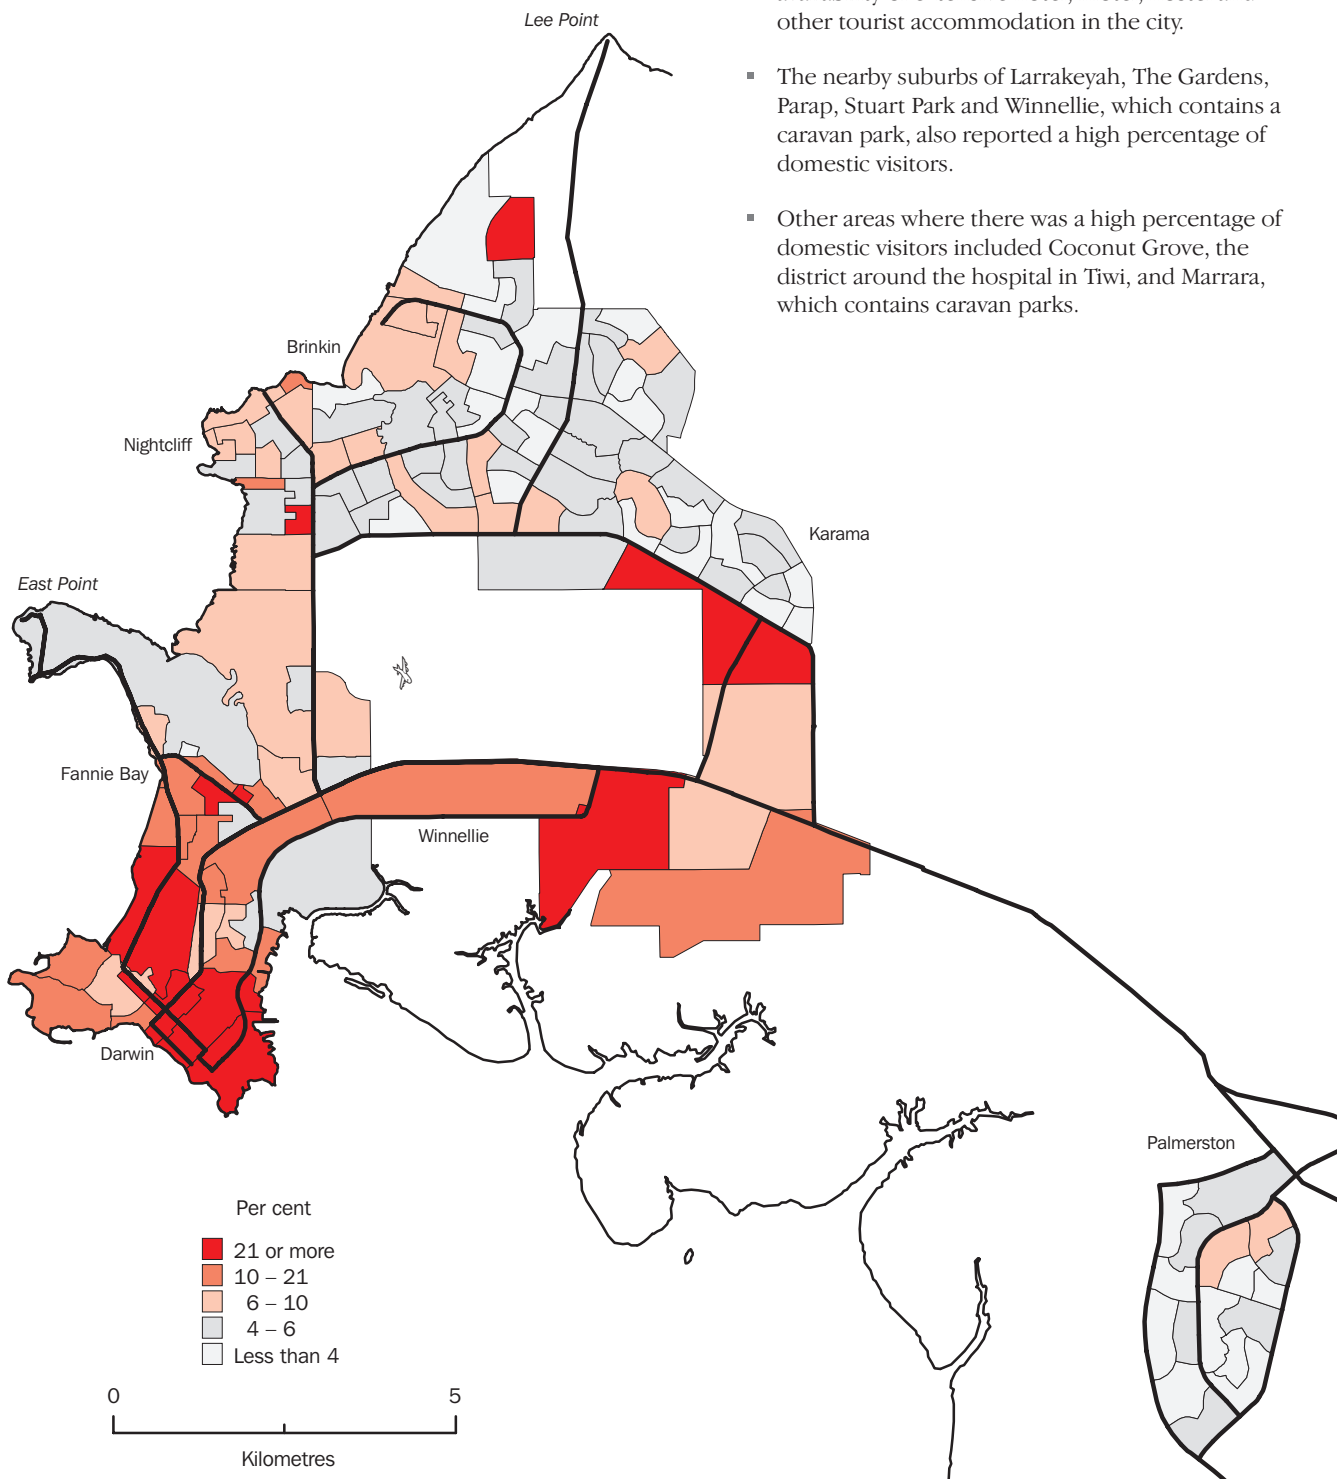 other tourist accommodation in the city.
▪ The nearby suburbs of Larrakeyah, The Gardens,
Parap, Stuart Park and Winnellie, which contains a
caravan park, also reported a high percentage of
domestic visitors.
▪ Other areas where there was a high percentage of
domestic visitors included Coconut Grove, the
district around the hospital in Tiwi, and Marrara,
which contains caravan parks.
Lee Point
Brinkin
Nightcliff
Karama
East Point
Fannie Bay
Winnellie
Darwin
Palmerston
Per cent
21 or more
10 – 21
6 – 10
4 – 6
Less than 4
0 5
Kilometres